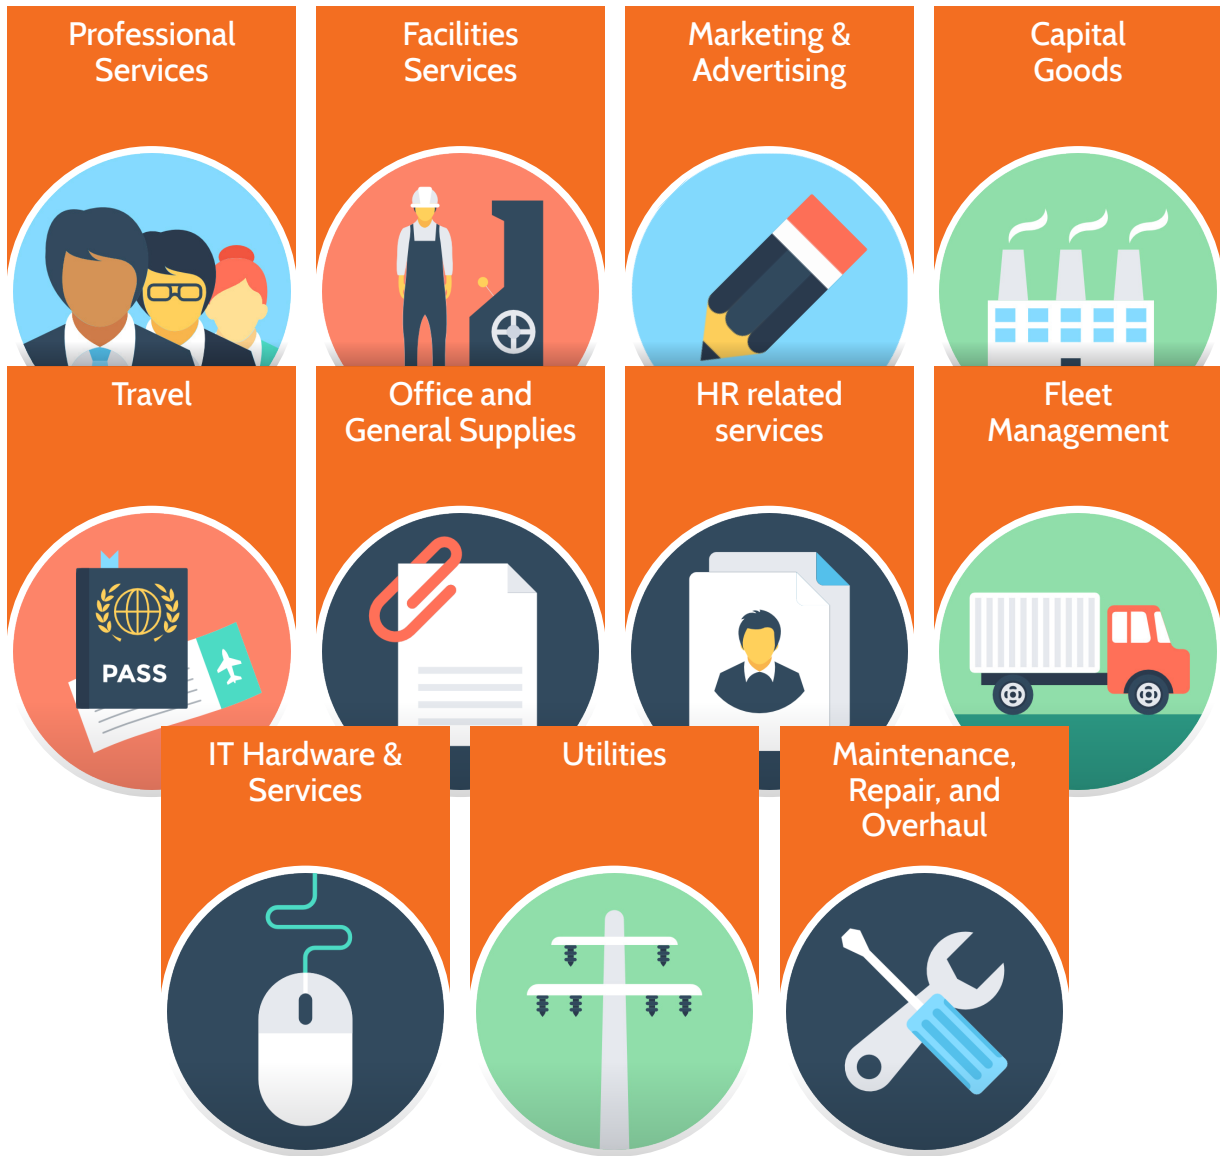 Professional
Services
Facilities
Services
Marketing &
Advertising
Capital
Goods
Travel
Office and
General Supplies
HR related
services
Fleet
Management
PASS
IT Hardware &
Services
Utilities
Maintenance,
Repair, and
Overhaul